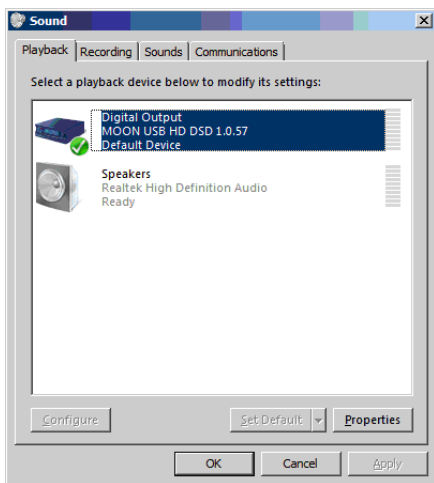 Sound
Playback Recording Sounds Communications
Select a playback device below to modify its settings:
Digital Output
MOON USB HD DSD 1.0.57
Default Device
Speakers
Realtek High Definition Audio
Ready
Configure Set Default Properties
OK Cancel Apply